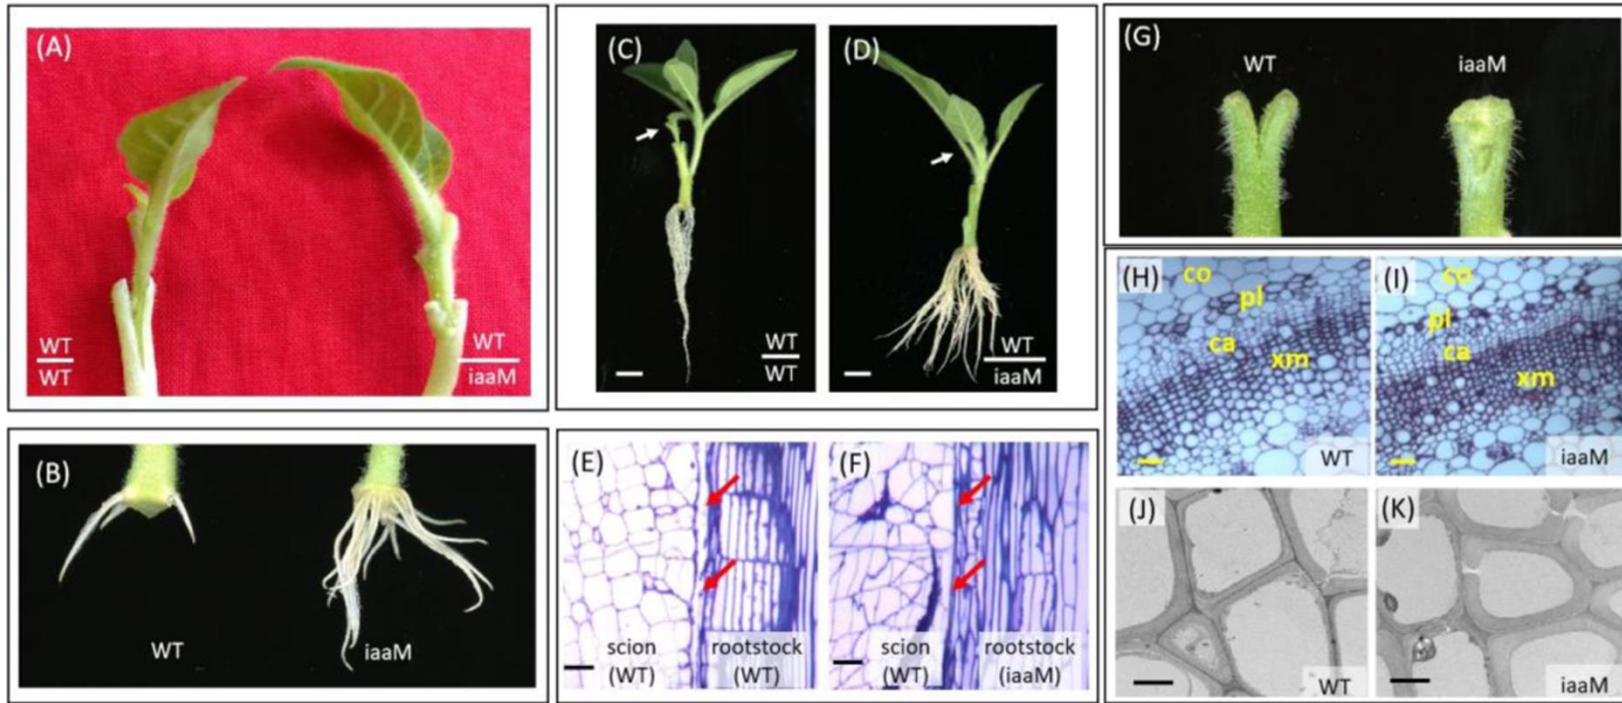 (A)
WT
WT
WT
iaaM
(B)
WT
iaaM
(C)
WT
WT
(D)
WT
iaaM
(E)
scion
(WT)
rootstock
(WT)
(F)
scion
(WT)
rootstock
(iaaM)
(G)
WT
iaaM
(H)
co
pl
ca
xm
WT
(I)
co
pl
ca
xm
iaaM
(J)
WT
(K)
iaaM